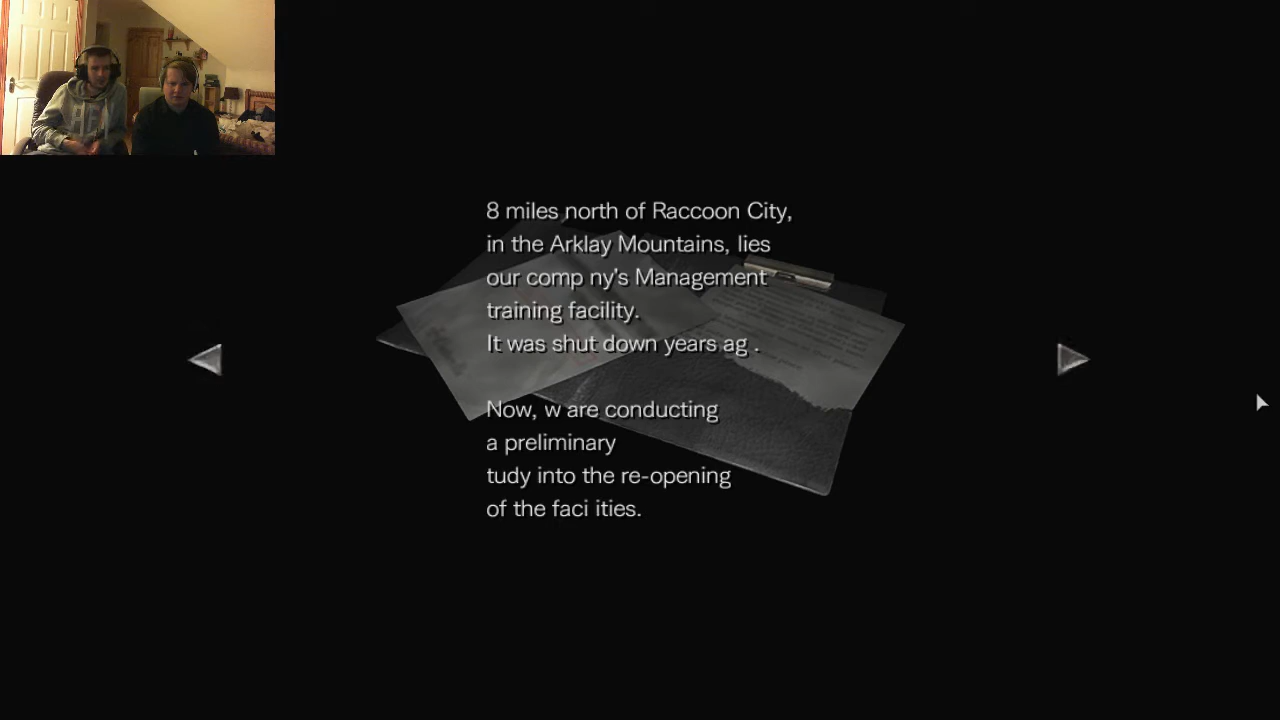 8 miles north of Raccoon City,
in the Arklay Mountains, lies
our comp ny's Management
training facility.
It was shut down years ag .
Now, w are conducting
a preliminary
tudy into the re-opening
of the faci ities.